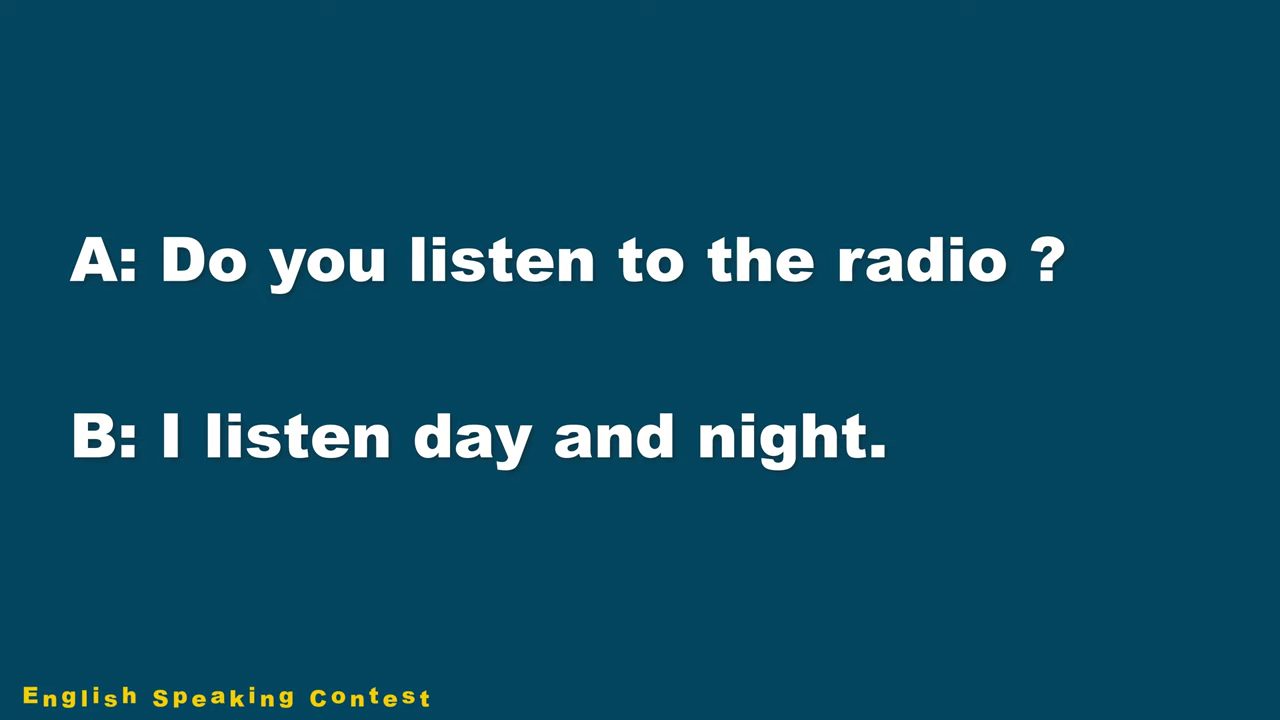 A: Do you listen to the radio ?
B: I listen day and night.
English Speaking Contest